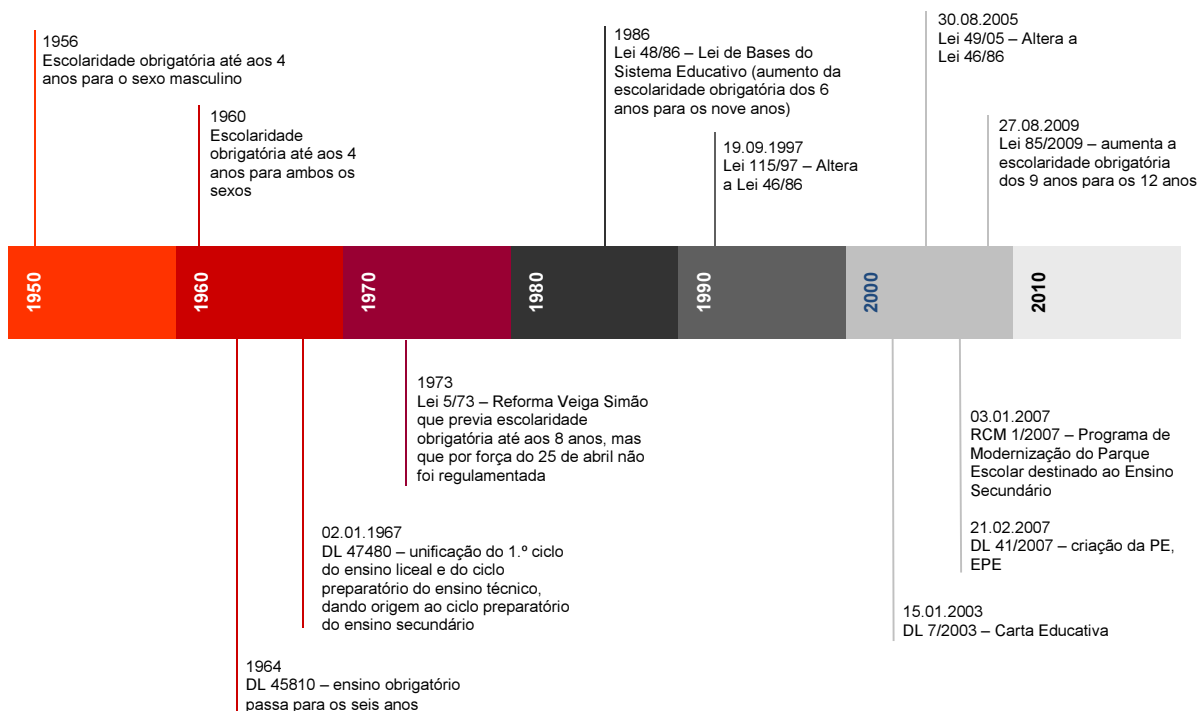 1956
Escolaridade obrigatória até aos 4
anos para o sexo masculino
1960
Escolaridade
obrigatória até aos 4
anos para ambos os
sexos
1986
Lei 48/86 – Lei de Bases do
Sistema Educativo (aumento da
escolaridade obrigatória dos 6
anos para os nove anos)
19.09.1997
Lei 115/97 – Altera
a Lei 46/86
30.08.2005
Lei 49/05 – Altera a
Lei 46/86
27.08.2009
Lei 85/2009 – aumenta a
escolaridade obrigatória
dos 9 anos para os 12 anos
1950
1960
1970
1980
1990
2000
2010
1973
Lei 5/73 – Reforma Veiga Simão
que previa escolaridade
obrigatória até aos 8 anos, mas
que por força do 25 de abril não
foi regulamentada
02.01.1967
DL 47480 – unificação do 1.º ciclo
do ensino liceal e do ciclo
preparatório do ensino técnico,
dando origem ao ciclo preparatório
do ensino secundário
1964
DL 45810 – ensino obrigatório
passa para os seis anos
03.01.2007
RCM 1/2007 – Programa de
Modernização do Parque
Escolar destinado ao Ensino
Secundário
21.02.2007
DL 41/2007 – criação da PE,
EPE
15.01.2003
DL 7/2003 – Carta Educativa